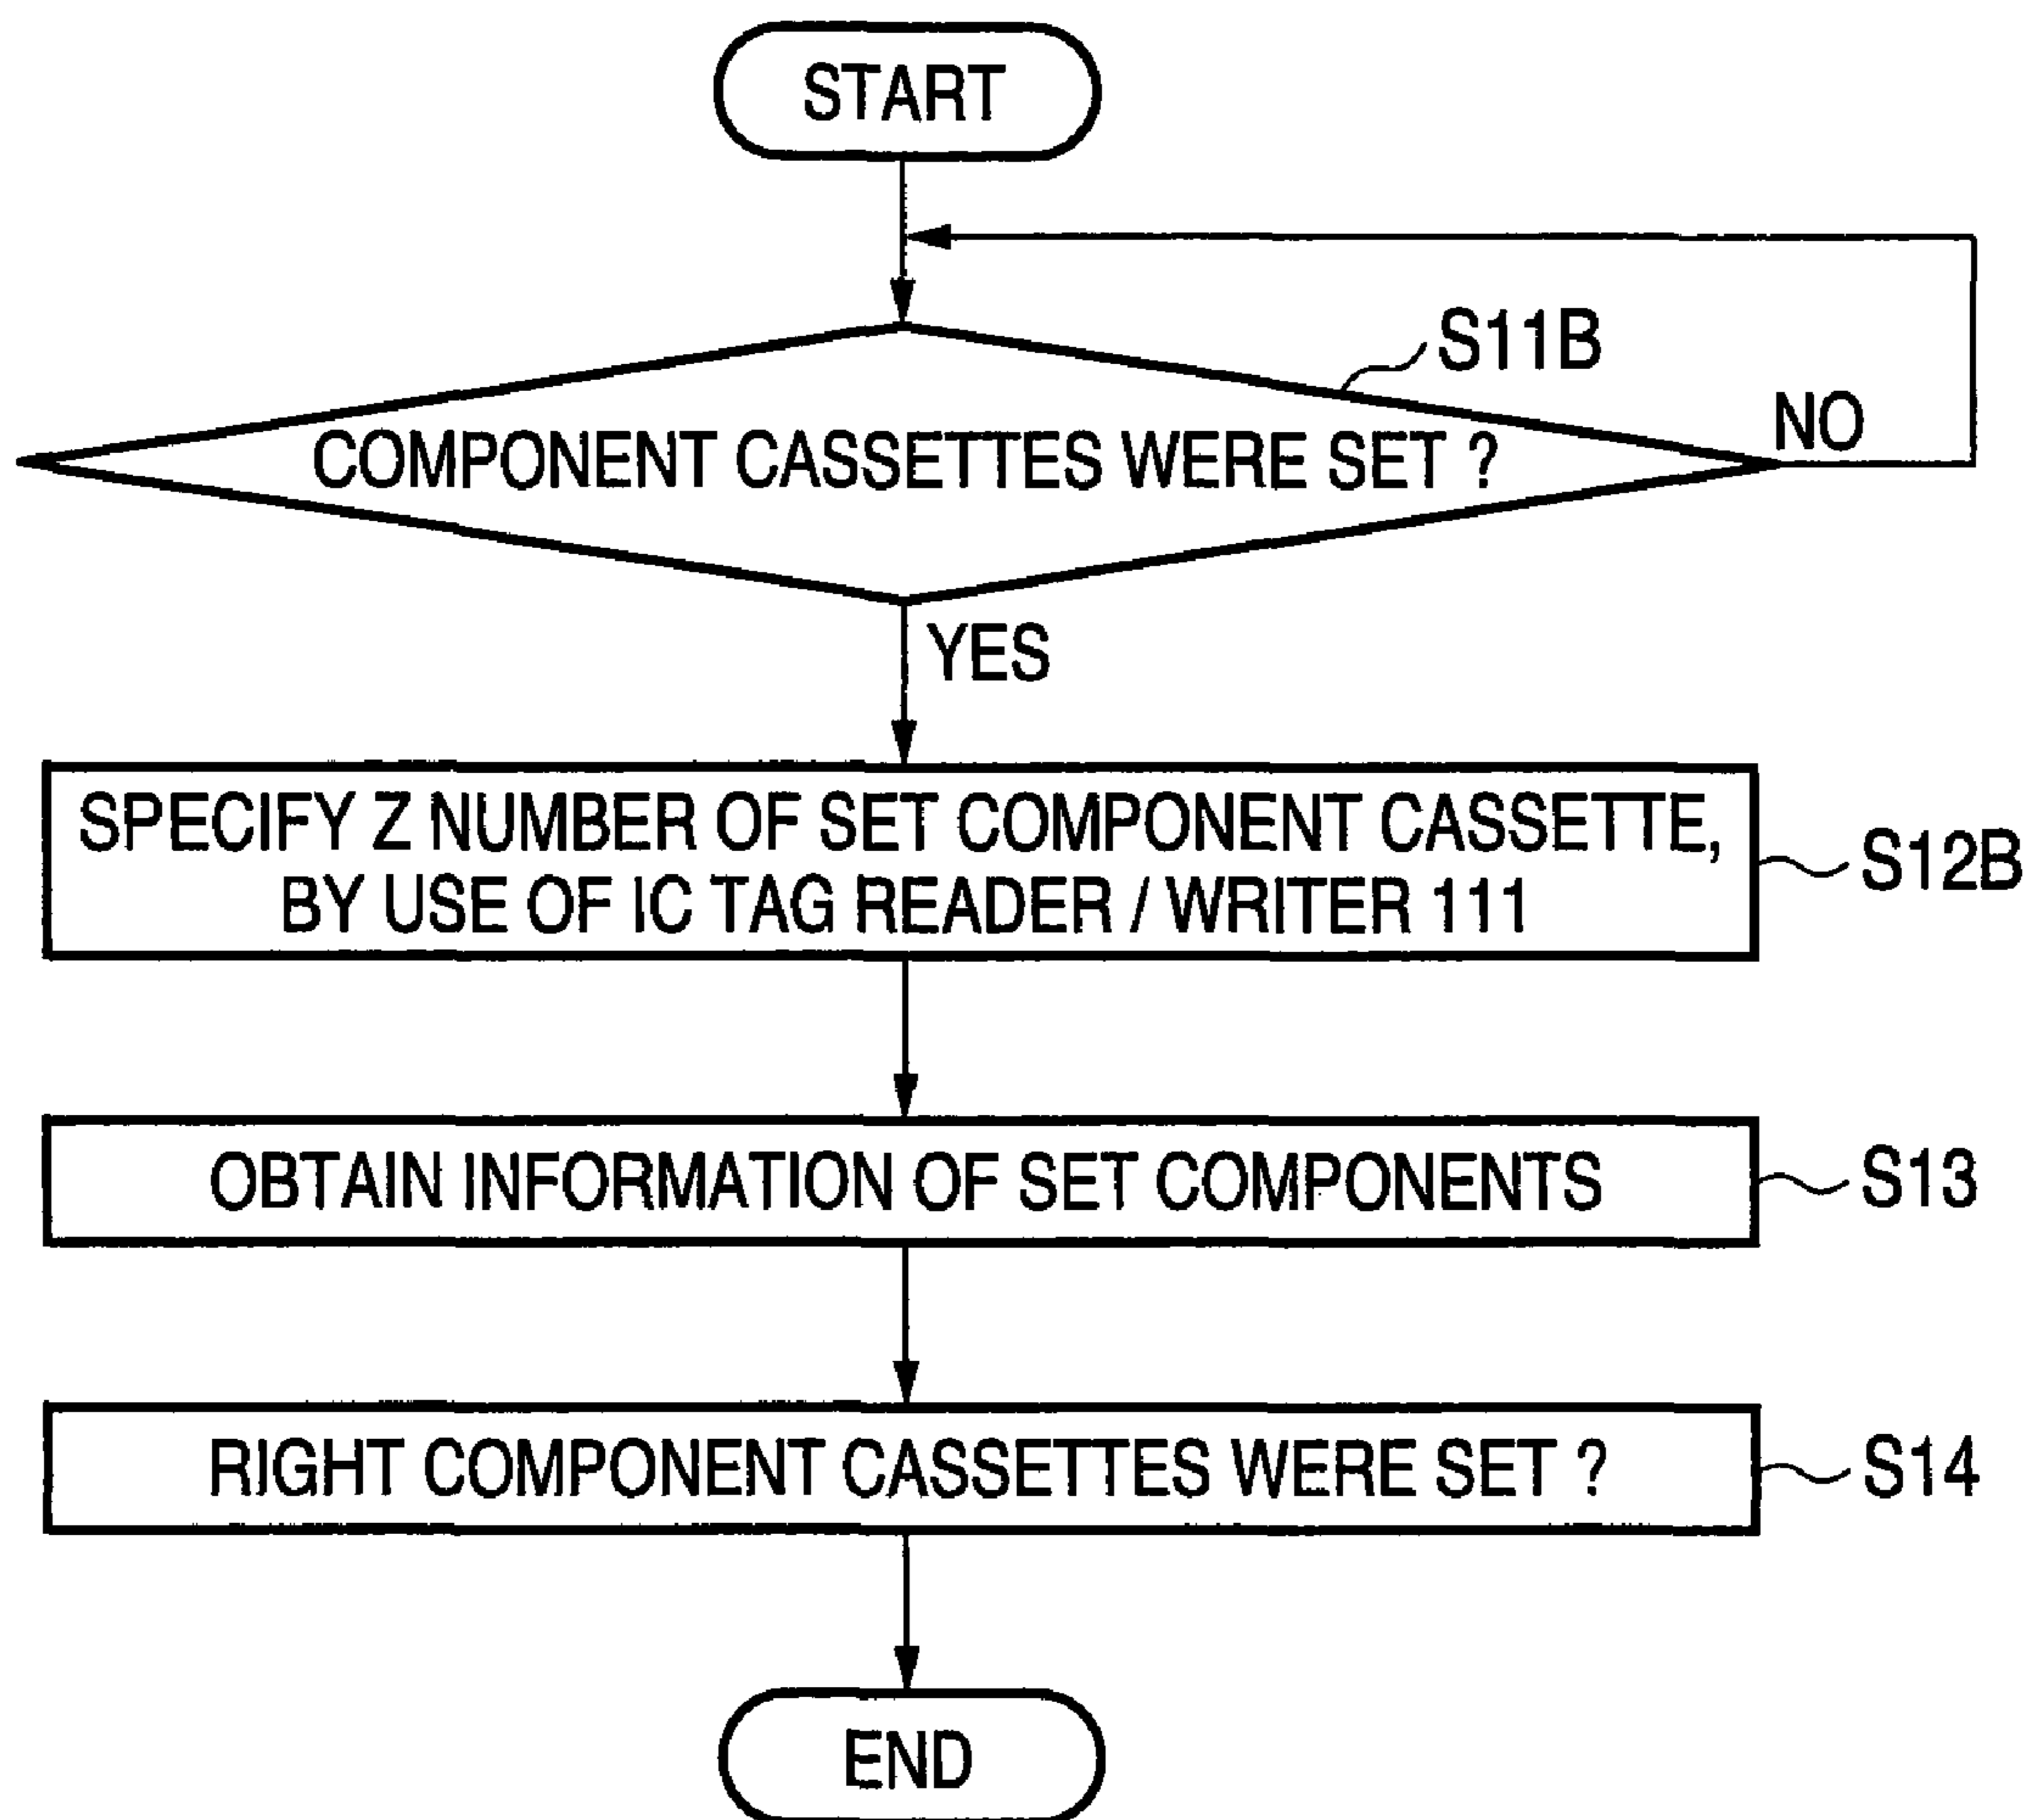 START
S11B
NO
COMPONENT CASSETTES WERE SET ?
YES
SPECIFY Z NUMBER OF SET COMPONENT CASSETTE,
BY USE OF IC TAG READER / WRITER 111
S12B
OBTAIN INFORMATION OF SET COMPONENTS
S13
RIGHT COMPONENT CASSETTES WERE SET ?
S14
END